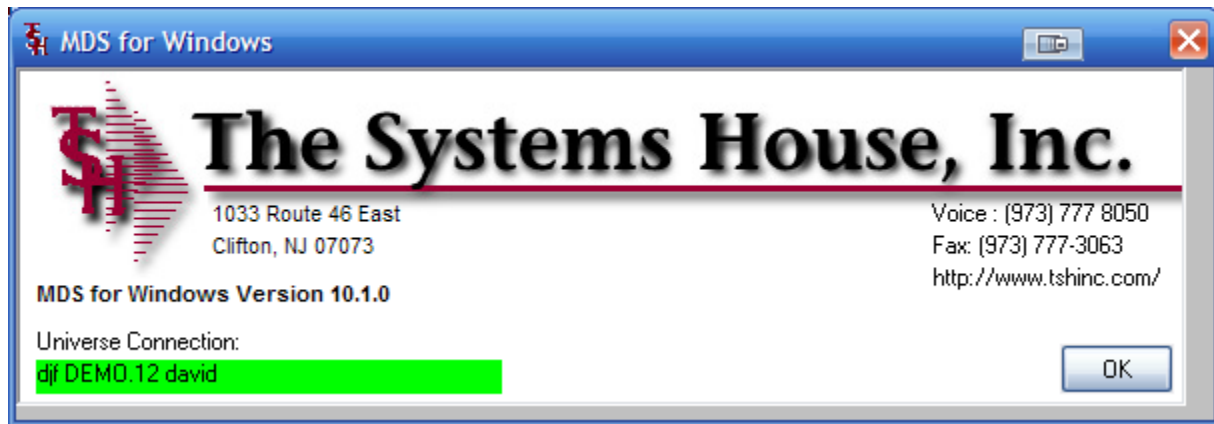 MDS for Windows
TSH
The Systems House, Inc.
1033 Route 46 East
Clifton, NJ 07073
Voice : (973) 777 8050
Fax: (973) 777-3063
http://www.tshinc.com/
MDS for Windows Version 10.1.0
Universe Connection:
djf DEMO.12 david
OK